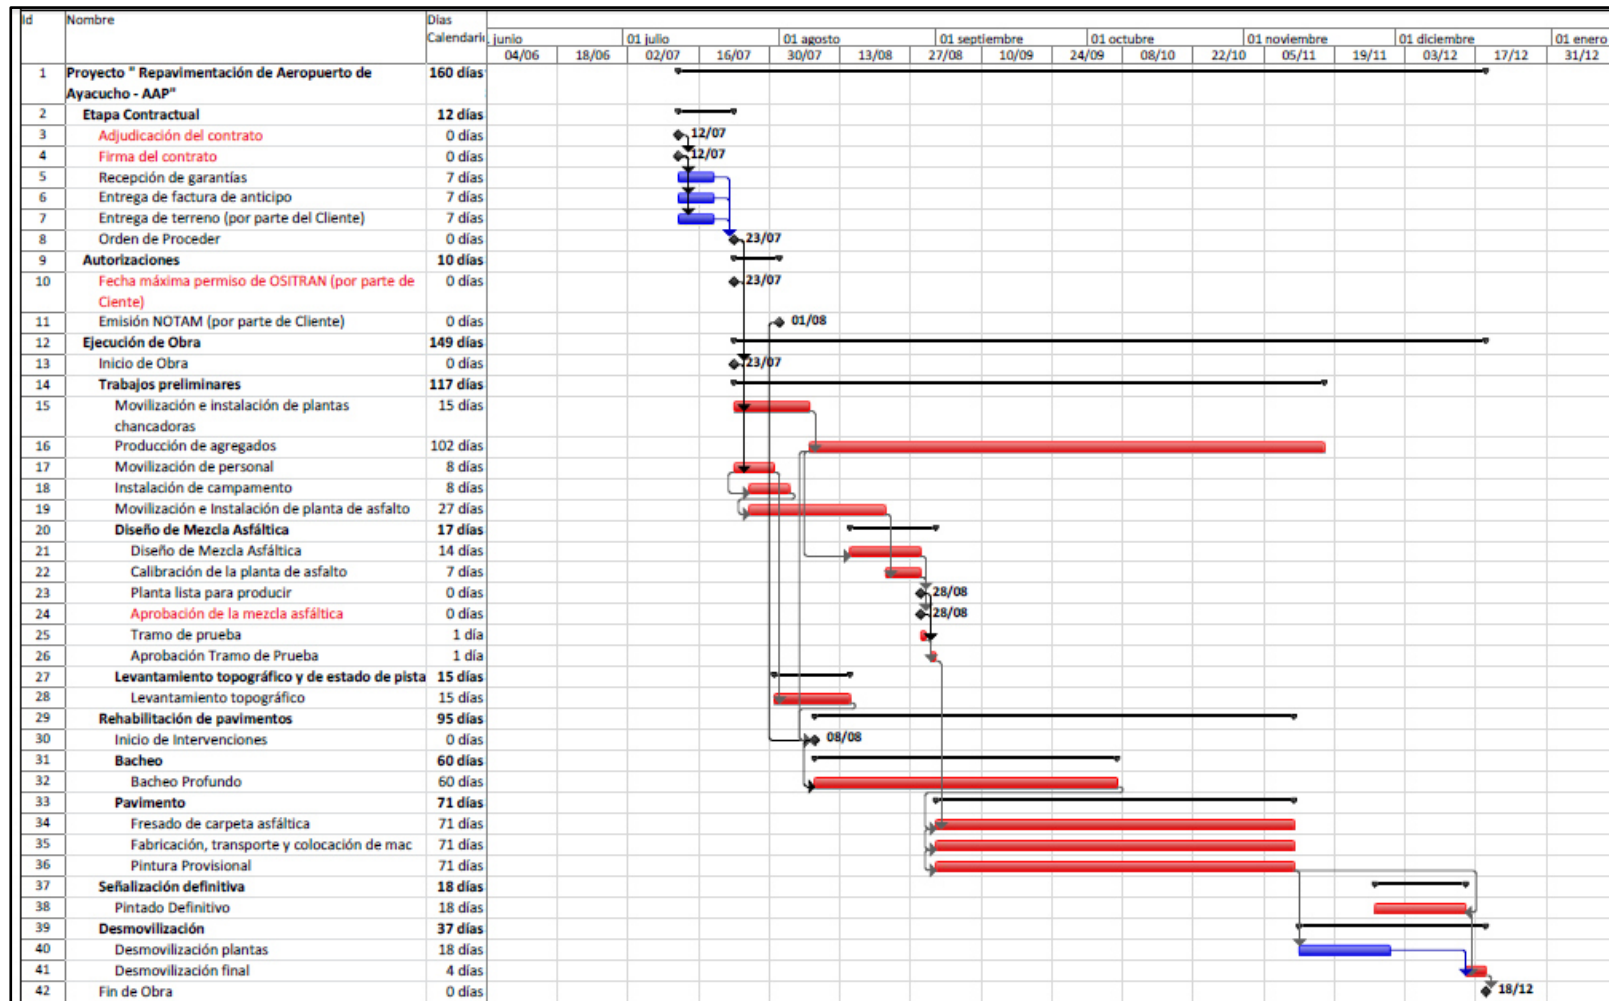 Id Nombre Días
Calendario junio 01 julio 01 agosto 01 septiembre 01 octubre 01 noviembre 01 diciembre 01 enero
04/06 18/06 02/07 16/07 30/07 13/08 27/08 10/09 24/09 08/10 22/10 05/11 19/11 03/12 17/12 31/12
1 Proyecto " Repavimentación de Aeropuerto de 160 días
Ayacucho - AAP"
2 Etapa Contractual 12 días
3 Adjudicación del contrato 0 días 12/07
4 Firma del contrato 0 días 12/07
5 Recepción de garantías 7 días
6 Entrega de factura de anticipo 7 días
7 Entrega de terreno (por parte del Cliente) 7 días
8 Orden de Proceder 0 días 23/07
9 Autorizaciones 10 días
10 Fecha máxima permiso de OSITRAN (por parte de 0 días 23/07
Ciente)
11 Emisión NOTAM (por parte de Cliente) 0 días 01/08
12 Ejecución de Obra 149 días
13 Inicio de Obra 0 días 23/07
14 Trabajos preliminares 117 días
15 Movilización e instalación de plantas 15 días
chancadoras
16 Producción de agregados 102 días
17 Movilización de personal 8 días
18 Instalación de campamento 8 días
19 Movilización e Instalación de planta de asfalto 27 días
20 Diseño de Mezcla Asfáltica 17 días
21 Diseño de Mezcla Asfáltica 14 días
22 Calibración de la planta de asfalto 7 días
23 Planta lista para producir 0 días 28/08
24 Aprobación de la mezcla asfáltica 0 días 28/08
25 Tramo de prueba 1 día
26 Aprobación Tramo de Prueba 1 día
27 Levantamiento topográfico y de estado de pista 15 días
28 Levantamiento topográfico 15 días
29 Rehabilitación de pavimentos 95 días
30 Inicio de Intervenciones 0 días 08/08
31 Bacheo 60 días
32 Bacheo Profundo 60 días
33 Pavimento 71 días
34 Fresado de carpeta asfáltica 71 días
35 Fabricación, transporte y colocación de mac 71 días
36 Pintura Provisional 71 días
37 Señalización definitiva 18 días
38 Pintado Definitivo 18 días
39 Desmovilización 37 días
40 Desmovilización plantas 18 días
41 Desmovilización final 4 días
42 Fin de Obra 0 días 18/12